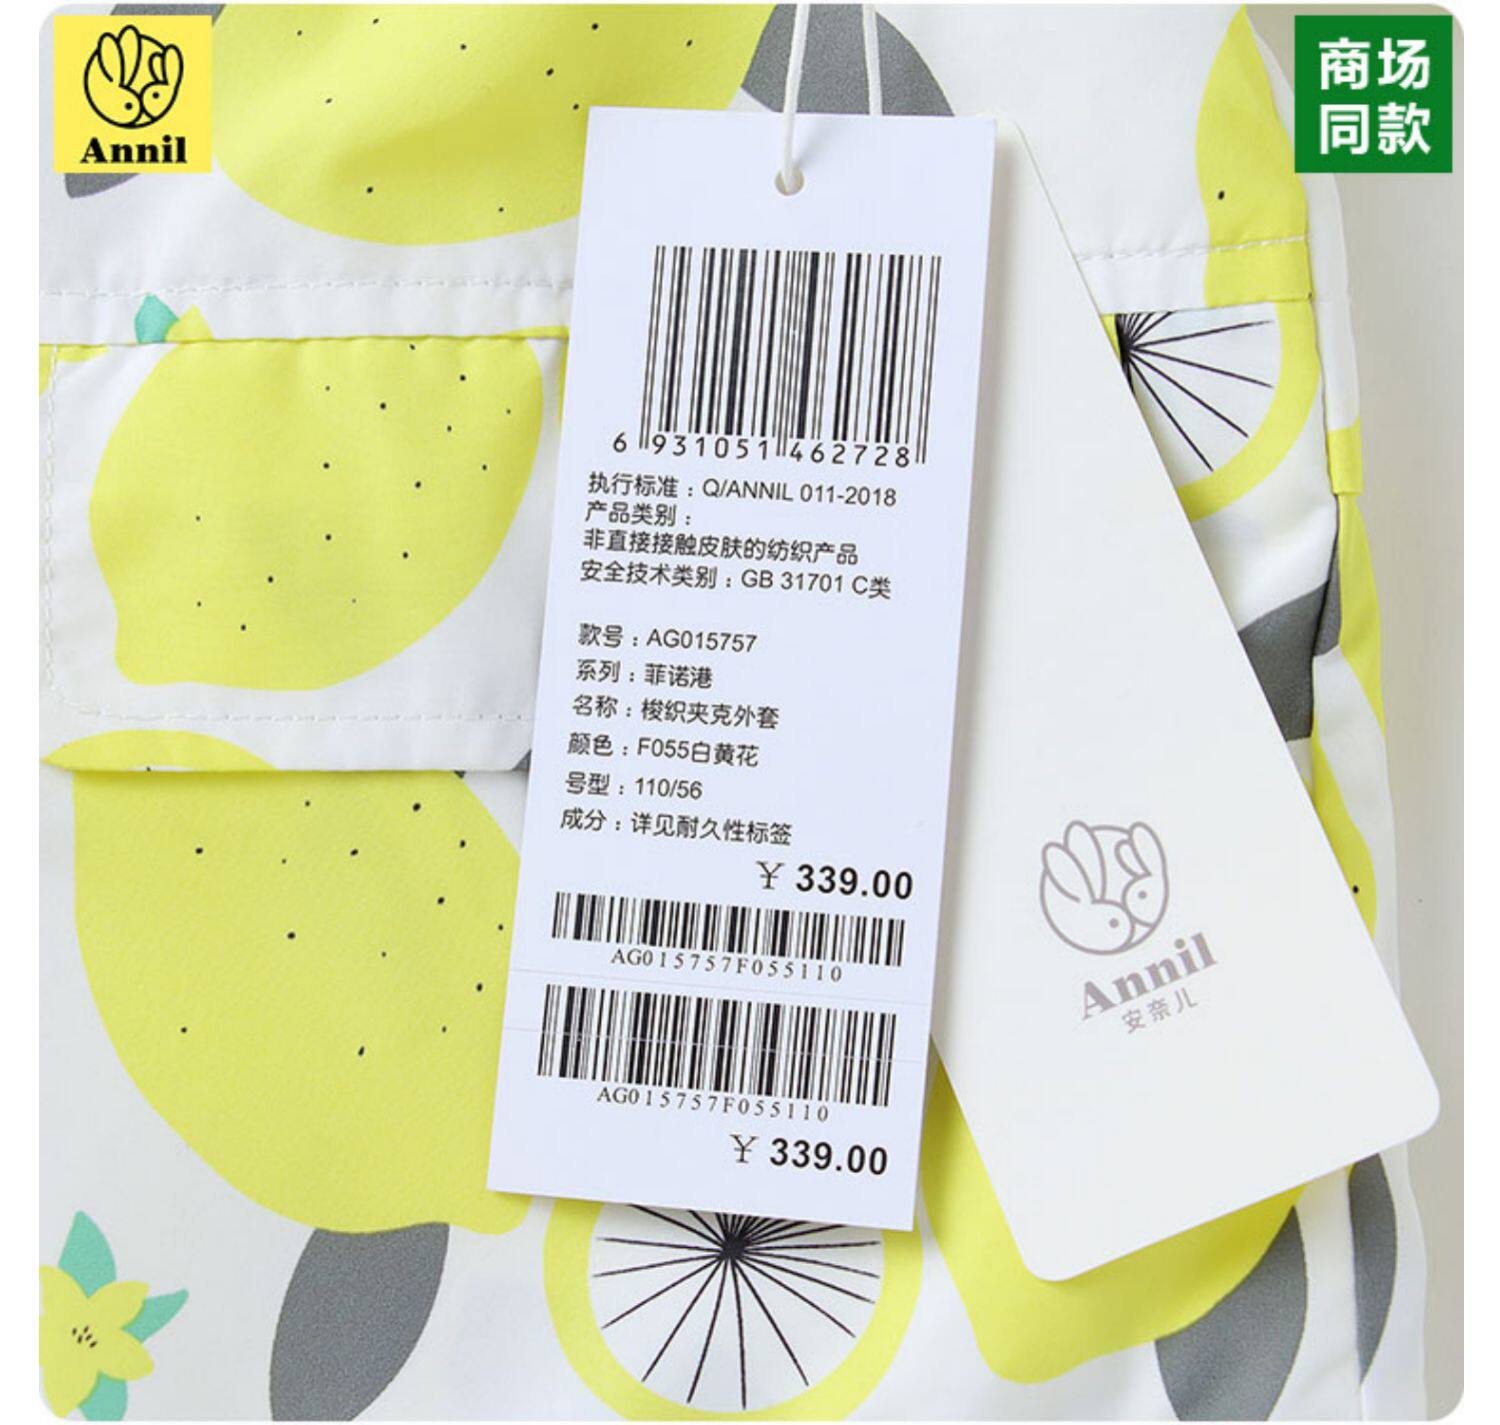 Annil
商场
同款
6 931051 462728
执行标准：Q/ANNIL 011-2018
产品类别：
非直接接触皮肤的纺织产品
安全技术类别：GB 31701 C类
款号：AG015757
系列：菲诺港
名称：梭织夹克外套
颜色：F055白黄花
号型：110/56
成分：详见耐久性标签
¥ 339.00
AG015757F055110
AG015757F055110
¥ 339.00
Annil
安奈儿